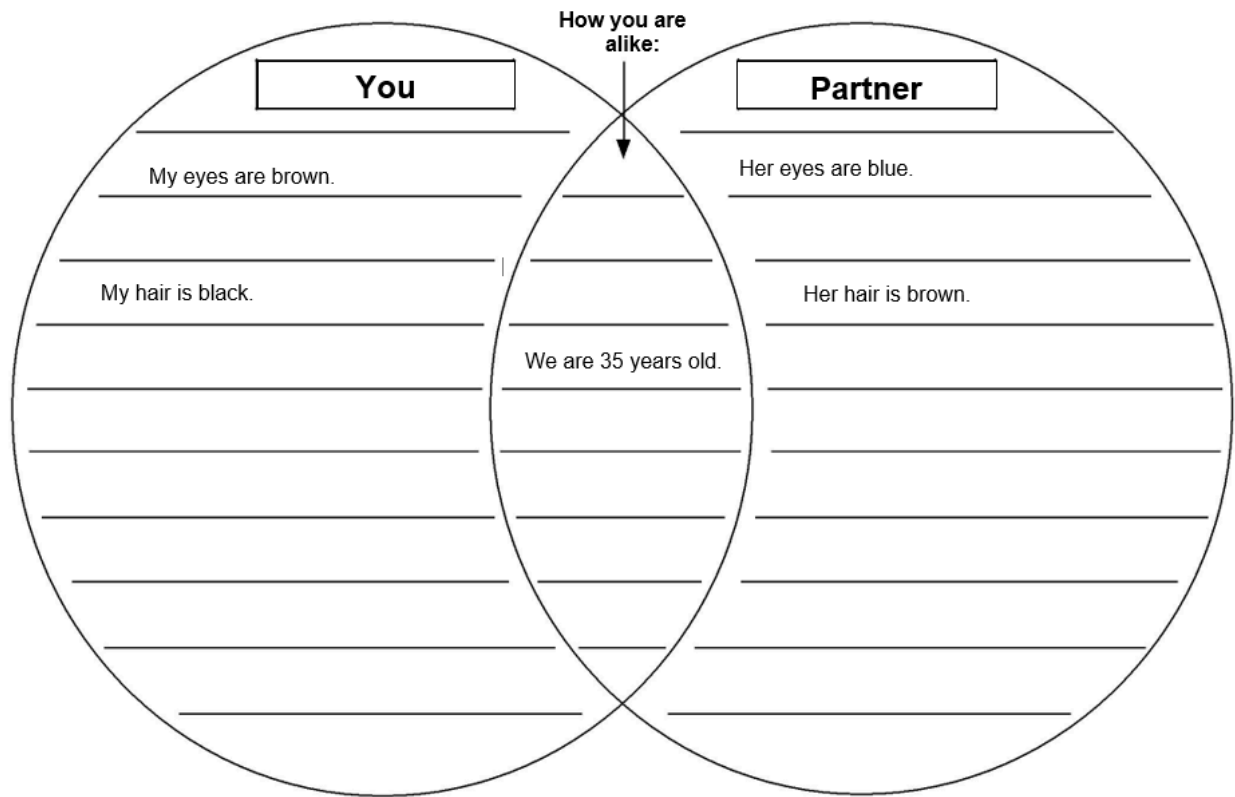 How you are
alike:
You
Partner
My eyes are brown.
Her eyes are blue.
My hair is black.
Her hair is brown.
We are 35 years old.